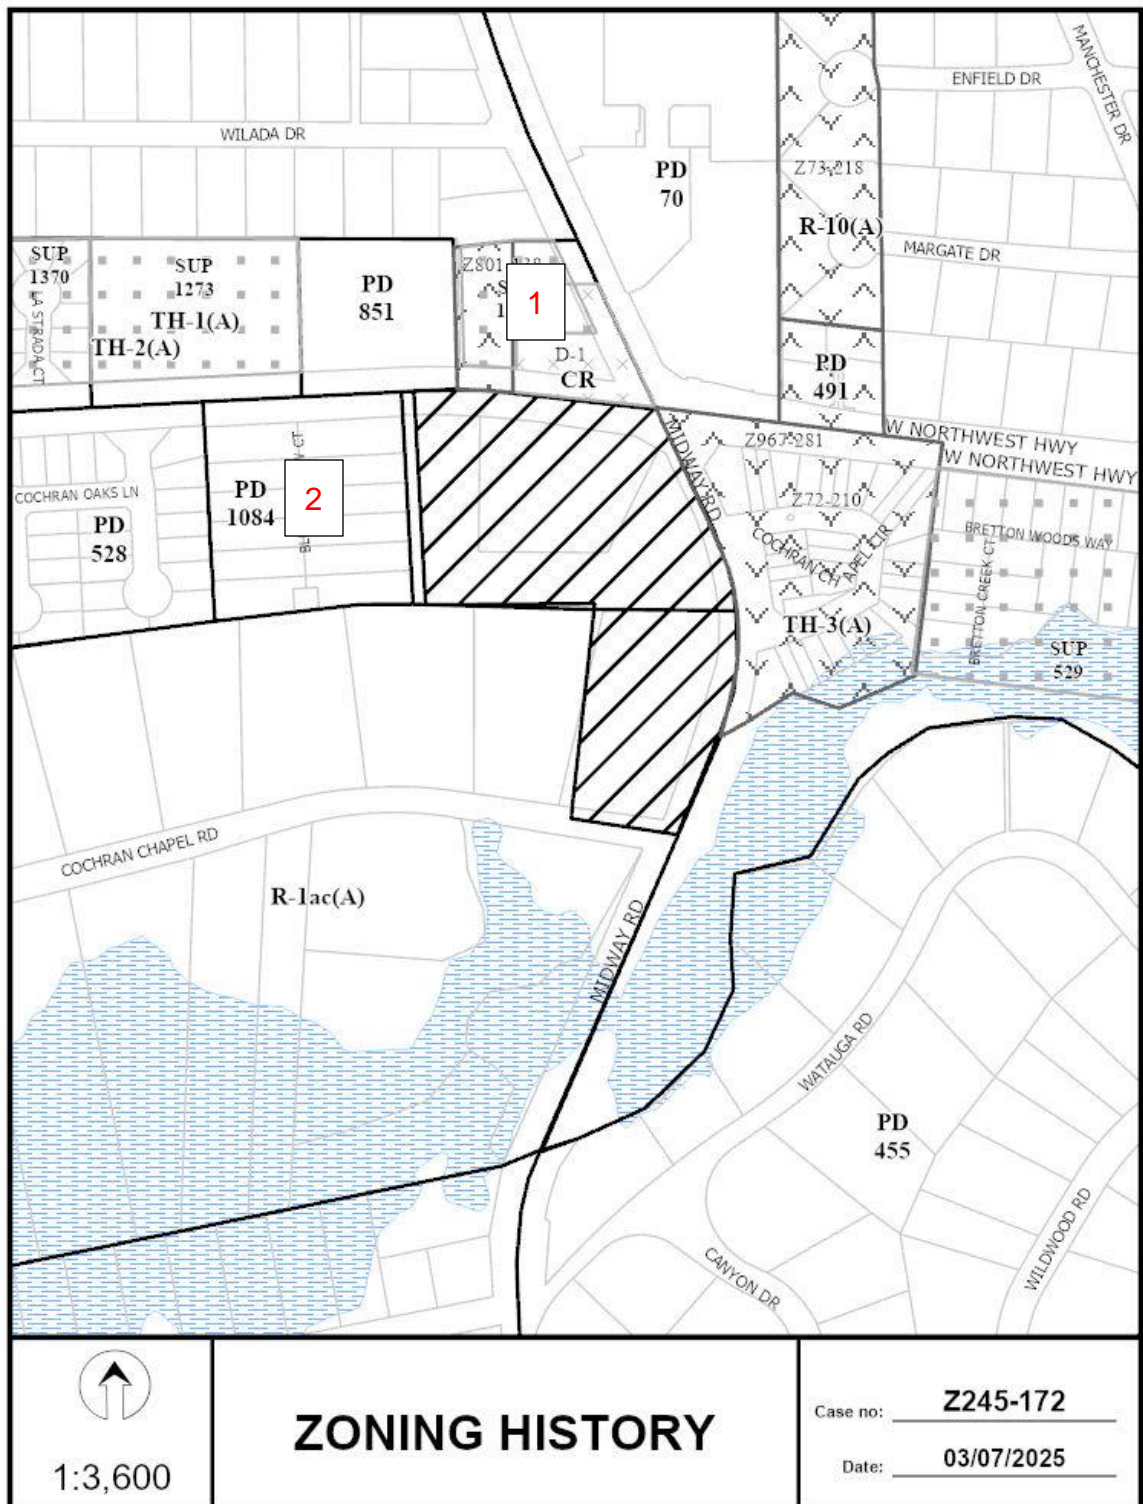 ENFIELD DR
MANCHESTER DR
WILADA DR
PD
70
Z73-218
R-10(A)
MARGATE DR
SUP
1370
SUP
1273
PD
851
1
LA STRADA CT
TH-1(A)
TH-2(A)
D-1
CR
PD
491
W NORTHWEST HWY
W NORTHWEST HWY
MIDWAY RD
Z967-281
Z72-210
COCHRAN OAKS LN
PD
528
PD
1084
2
COCHRAN CHAPEL CIR
BRETTON WOODS WAY
BRETTON CREEK CT
TH-3(A)
SUP
529
COCHRAN CHAPEL RD
R-1ac(A)
MIDWAY RD
WATAUGA RD
PD
455
WILDWOOD RD
CANYON DR
1:3,600
ZONING HISTORY
Case no: Z245-172
Date: 03/07/2025